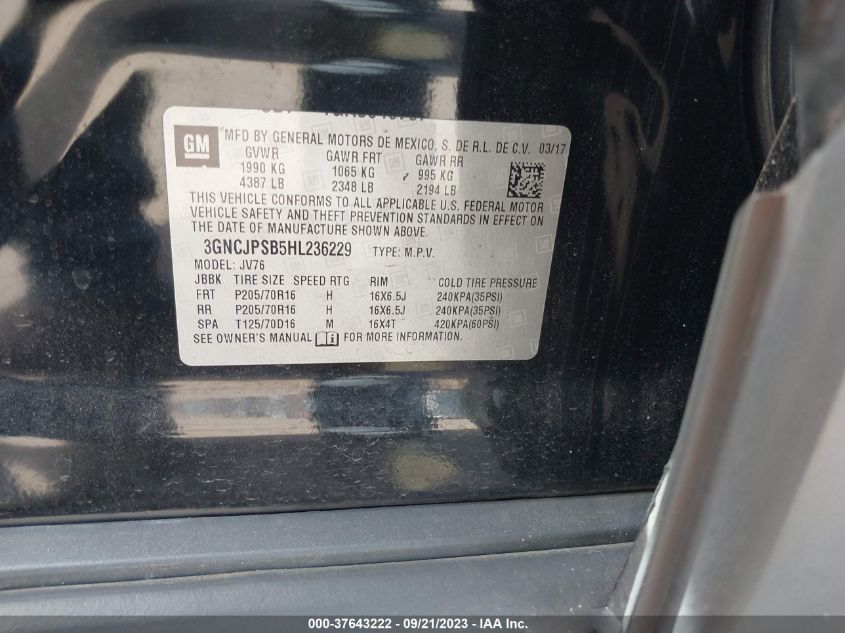 GM
MFD BY GENERAL MOTORS DE MEXICO, S. DE R.L. DE C.V. 03/17
GVWR GAWR FRT GAWR RR
1990 KG 1065 KG 995 KG
4387 LB 2348 LB 2194 LB
THIS VEHICLE CONFORMS TO ALL APPLICABLE U.S. FEDERAL MOTOR
VEHICLE SAFETY AND THEFT PREVENTION STANDARDS IN EFFECT ON
THE DATE OF MANUFACTURE SHOWN ABOVE.
3GNCJPSB5HL236229 TYPE: M.P.V.
MODEL: JV76
JBBK TIRE SIZE SPEED RTG RIM COLD TIRE PRESSURE
FRT P205/70R16 H 16X6.5J 240KPA(35PSI)
RR P205/70R16 H 16X6.5J 240KPA(35PSI)
SPA T125/70D16 M 16X4T 420KPA(60PSI)
SEE OWNER'S MANUAL FOR MORE INFORMATION.
000-37643222 - 09/21/2023 - IAA Inc.